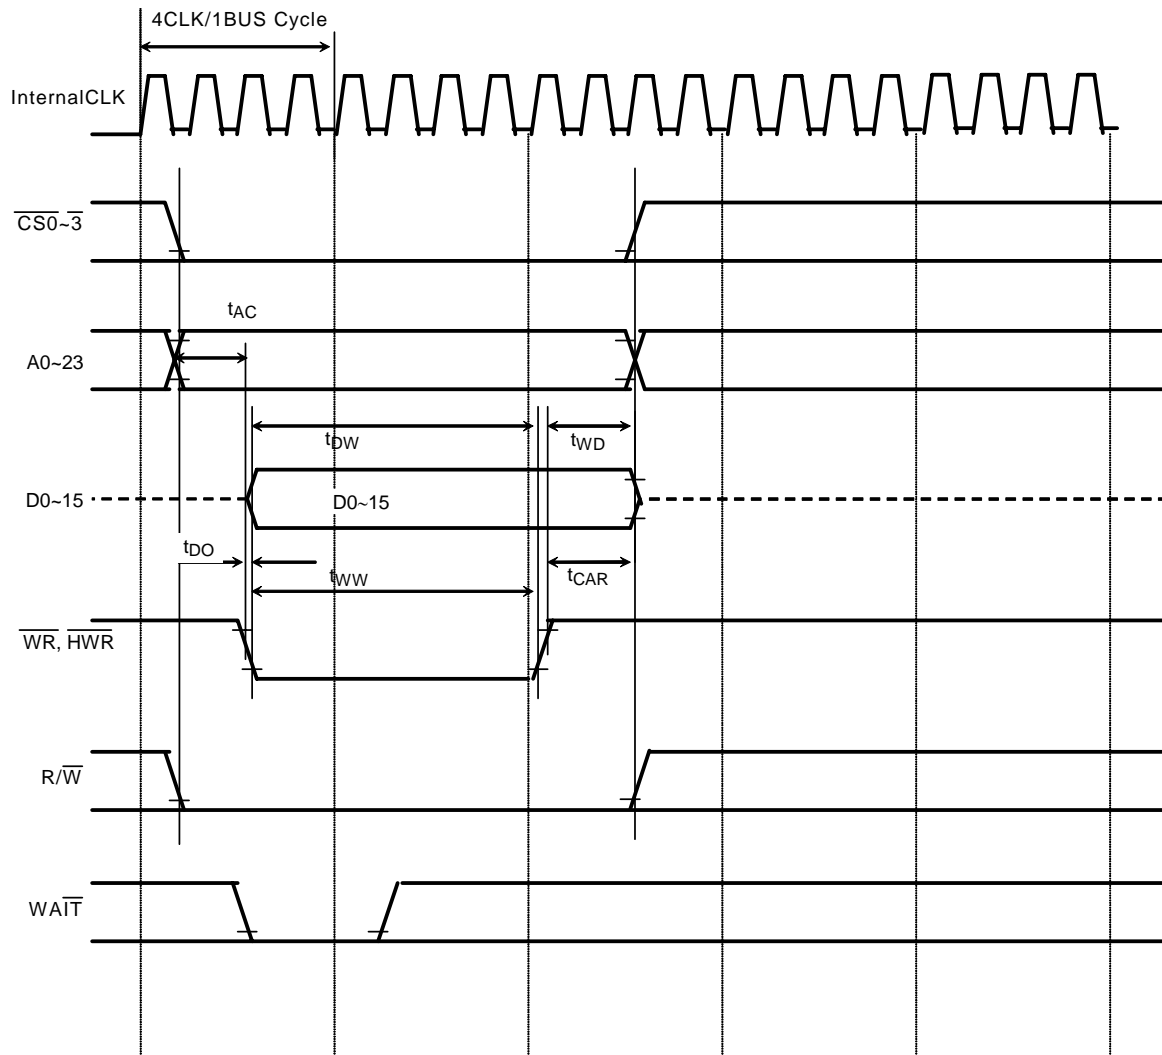 4CLK/1BUS Cycle
InternalCLK
CS0~3
tAC
A0~23
tDW
tWD
D0~15
D0~15
tDO
tWW
tCAR
WR, HWR
R/W
WAIT